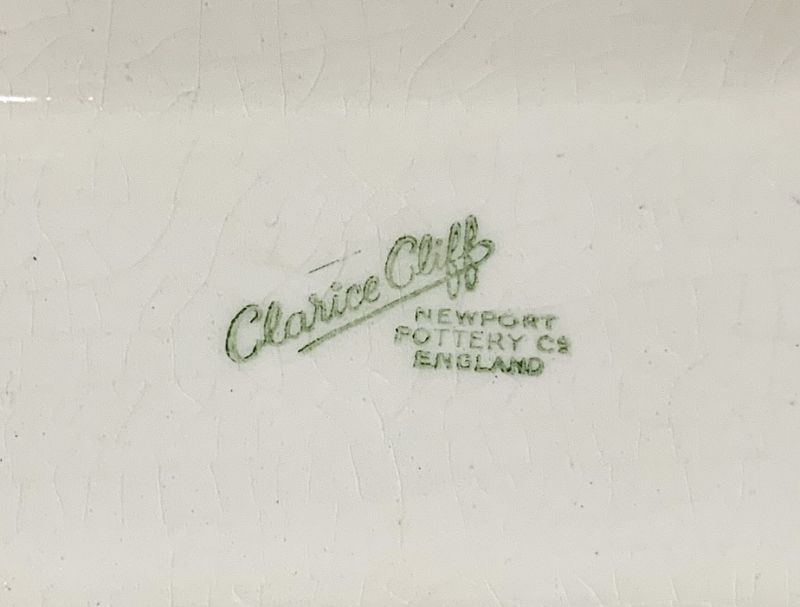 Clarice Cliff
NEWPORT
POTTERY Co
ENGLAND